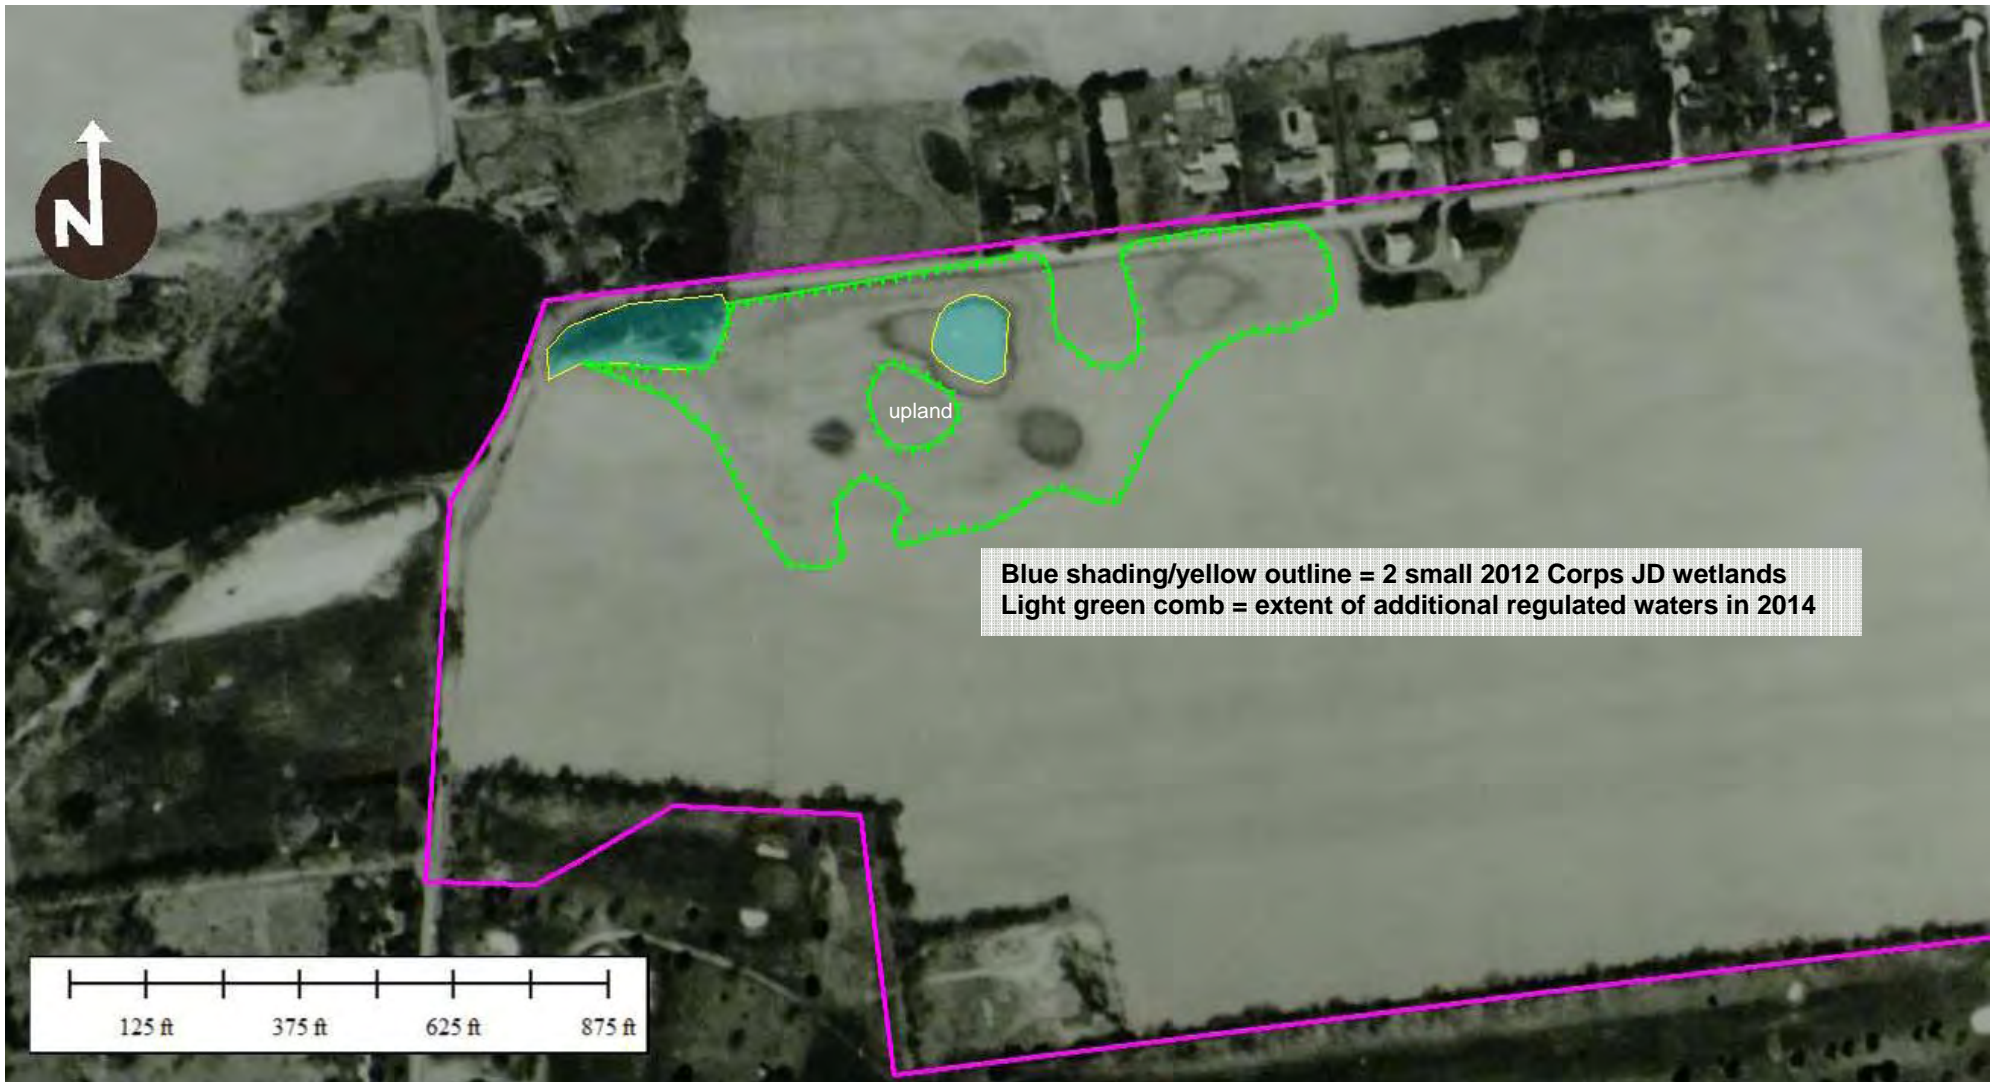 N
upland
Blue shading/yellow outline = 2 small 2012 Corps JD wetlands
Light green comb = extent of additional regulated waters in 2014
125 ft 375 ft 625 ft 875 ft